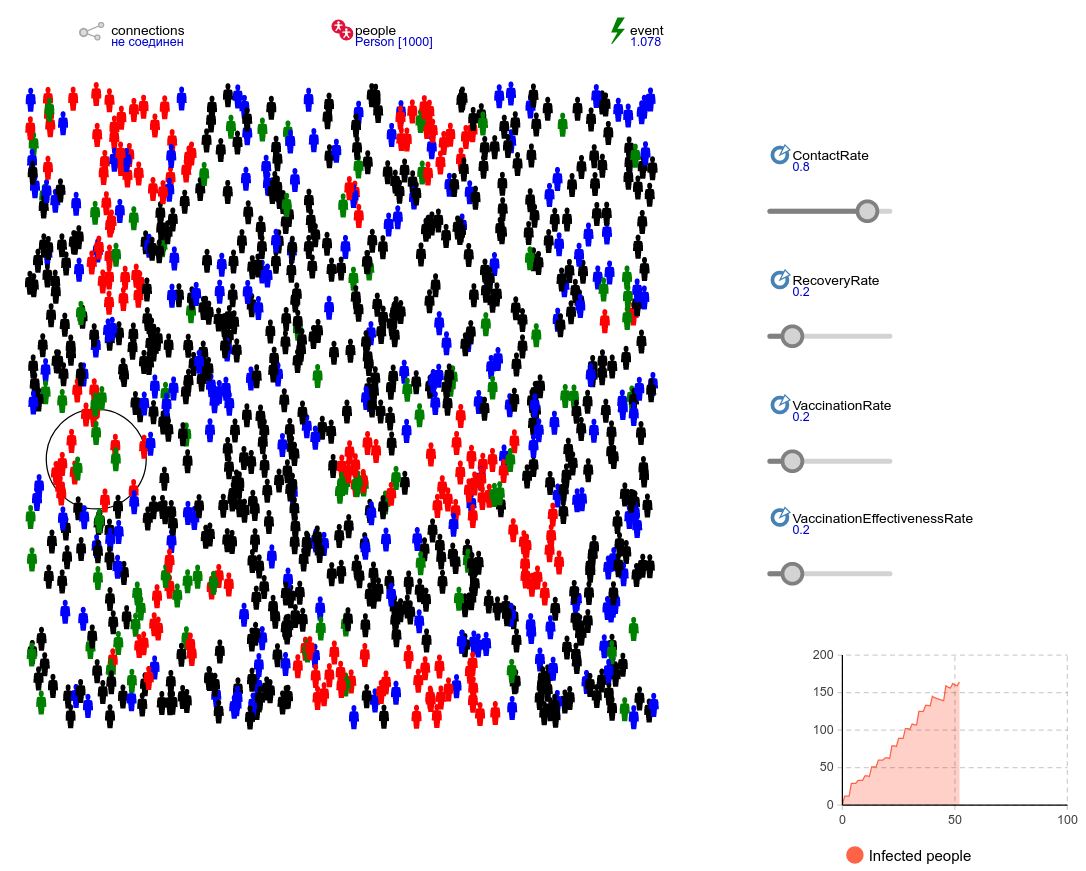 connections
не соединен
people
Person [1000]
event
1.078
ContactRate
0.8
RecoveryRate
0.2
VaccinationRate
0.2
VaccinationEffectivenessRate
0.2
200
150
100
50
0
0 50 100
Infected people